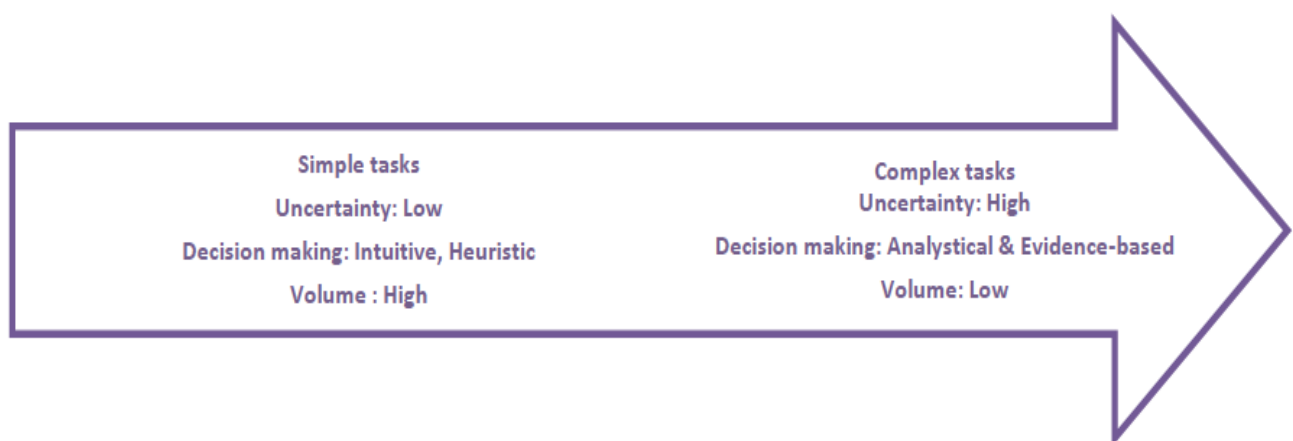 Simple tasks
Uncertainty: Low
Decision making: Intuitive, Heuristic
Volume : High
Complex tasks
Uncertainty: High
Decision making: Analystical & Evidence-based
Volume: Low